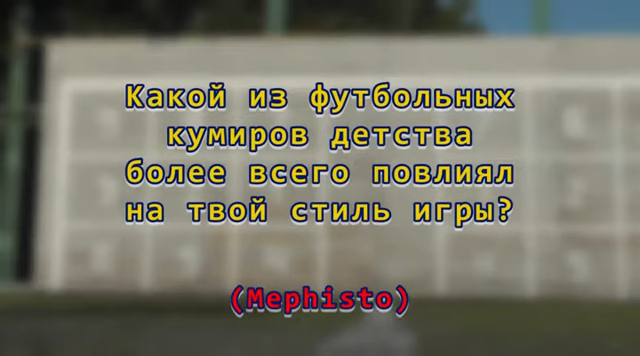 Какой из футбольных
кумиров детства
более всего повлиял
на твой стиль игры?
(Mephisto)